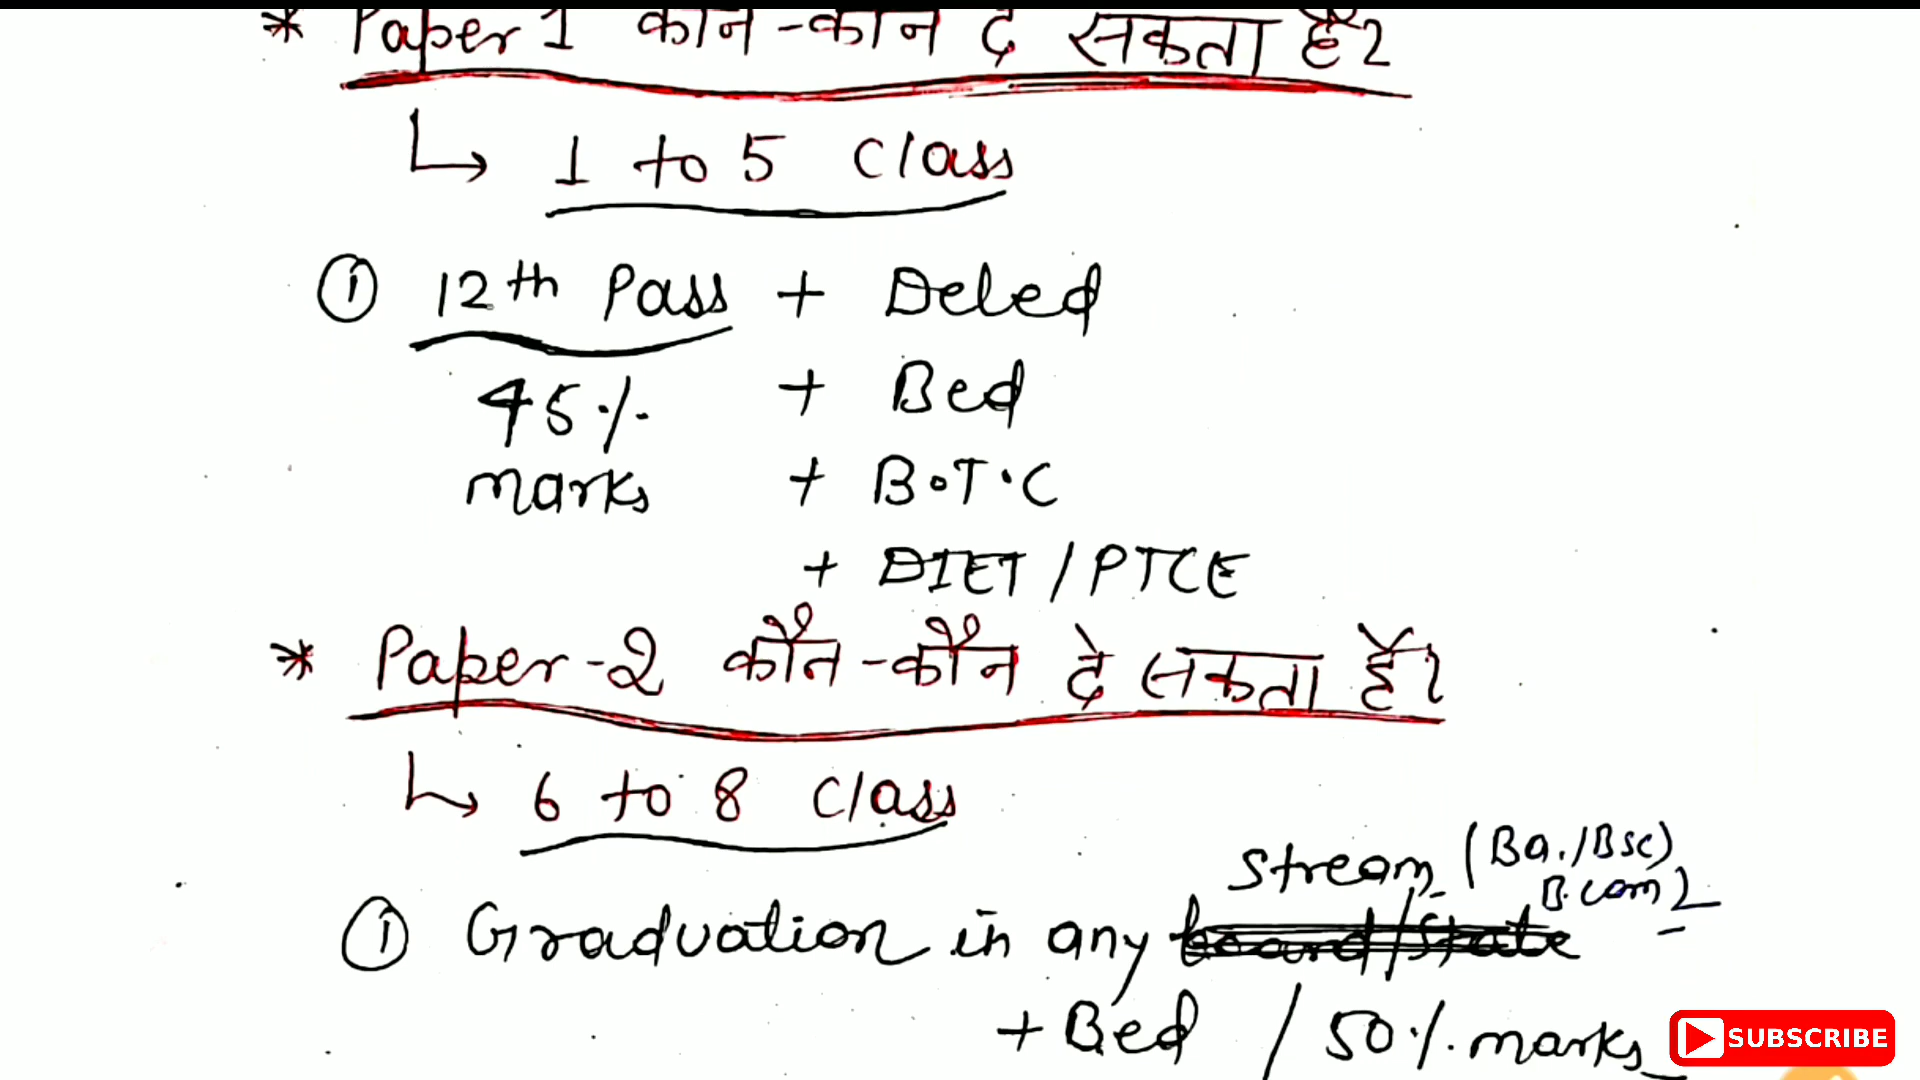 * Paper 1 कौन-कौन दे सकता है?
↳ 1 to 5 Class
① 12th Pass + Deled
45% marks + Bed
+ B.T.C
+ DIET / PTCE
* Paper-2 कौन-कौन दे सकता है?
↳ 6 to 8 Class
Stream (Ba./Bsc)
B.com)
① Graduation in any board/State
+ Bed / 50% marks
SUBSCRIBE